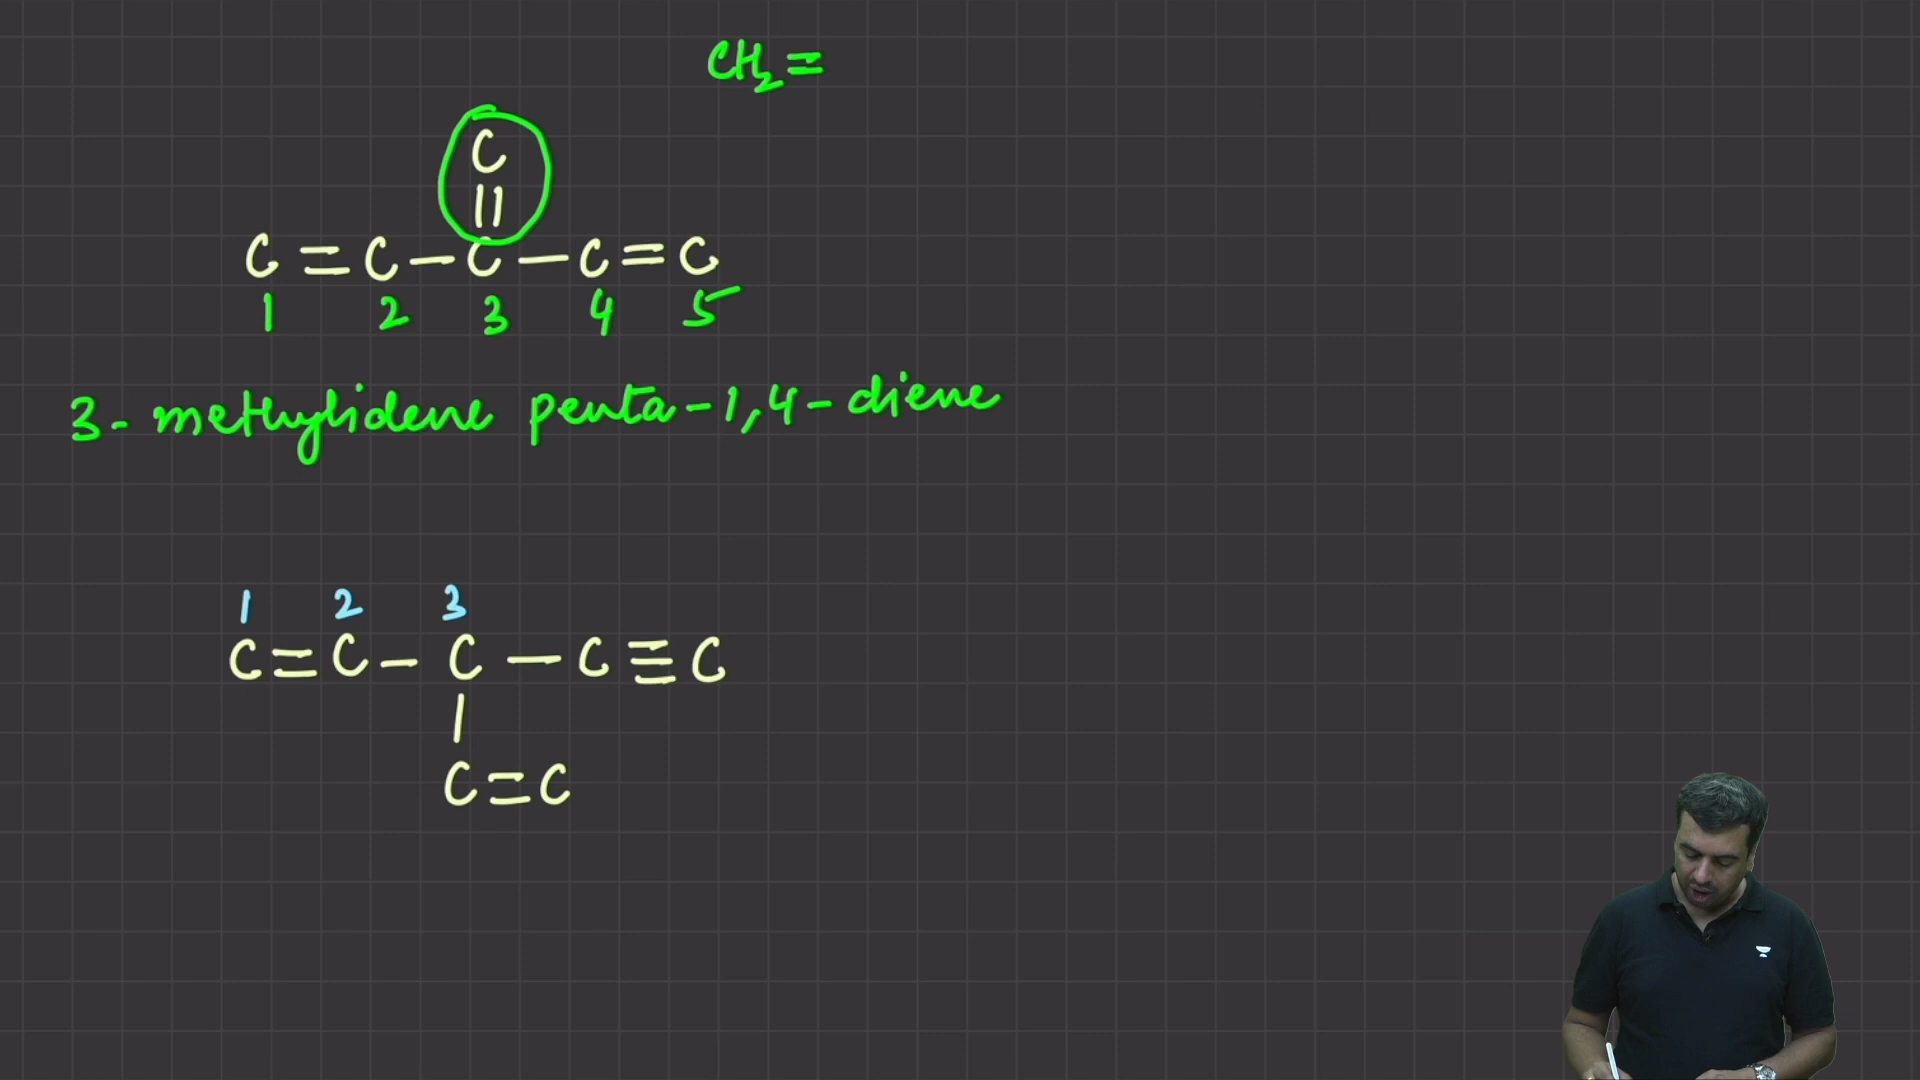 CH₂=
C
||
C=C-C-C=C
1 2 3 4 5
3-methylidene penta-1,4-diene
1 2 3
C=C-C-C≡C
|
C=C